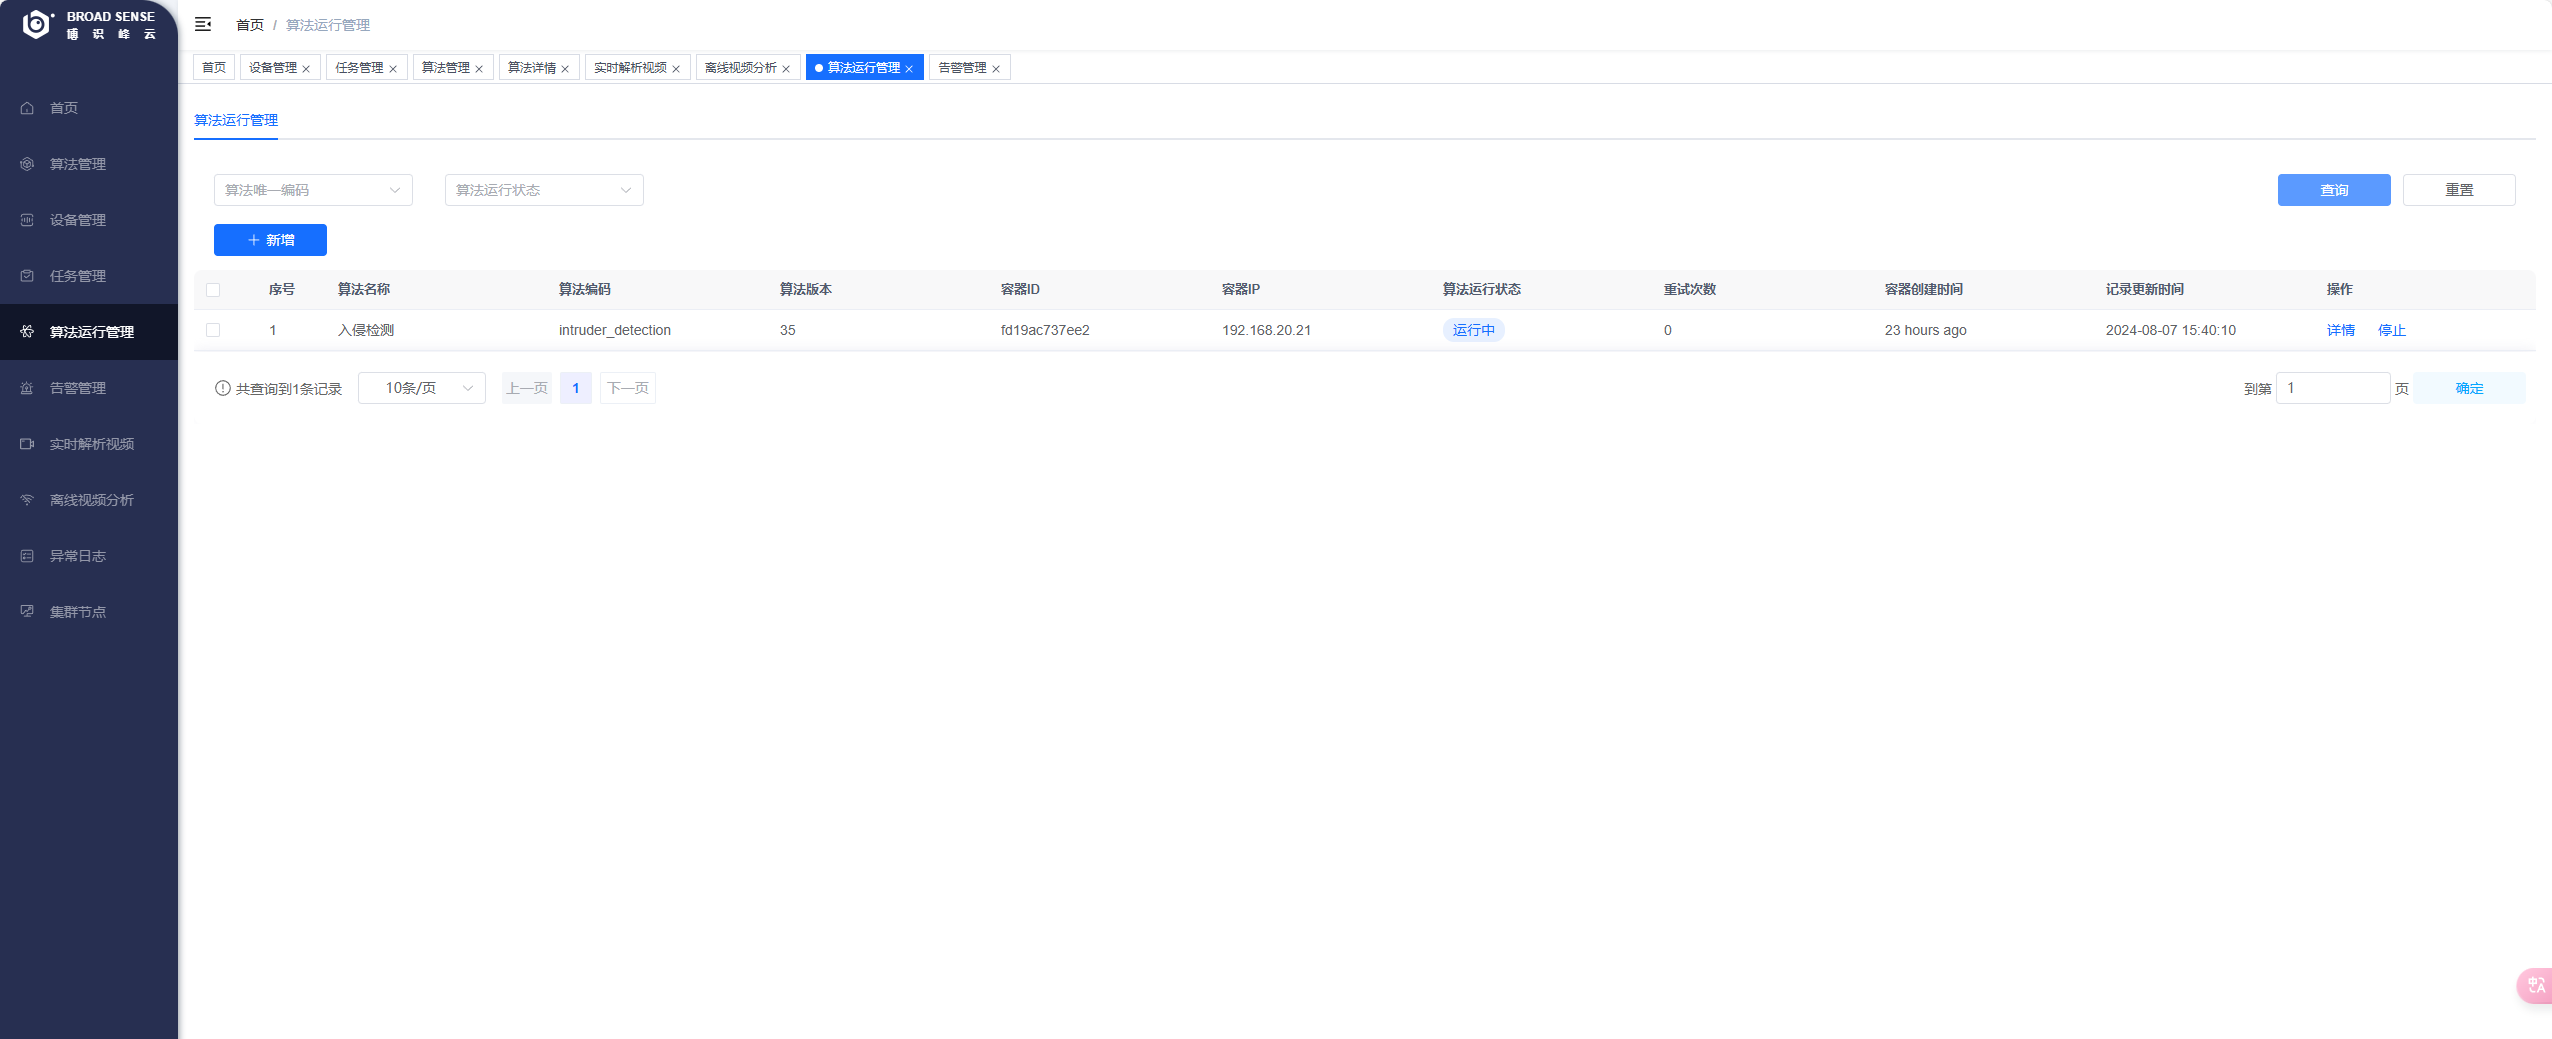 BROAD SENSE
博识峰云
首页
算法管理
设备管理
任务管理
算法运行管理
告警管理
实时解析视频
离线视频分析
异常日志
集群节点
首页 / 算法运行管理
首页 设备管理 × 任务管理 × 算法管理 × 算法详情 × 实时解析视频 × 离线视频分析 × 算法运行管理 × 告警管理 ×
算法运行管理
算法唯一编码 算法运行状态 查询 重置
+ 新增
序号 算法名称 算法编码 算法版本 容器ID 容器IP 算法运行状态 重试次数 容器创建时间 记录更新时间 操作
1 入侵检测 intruder_detection 35 fd19ac737ee2 192.168.20.21 运行中 0 23 hours ago 2024-08-07 15:40:10 详情 停止
共查询到1条记录 10条/页 上一页 1 下一页 到第 1 页 确定
中A